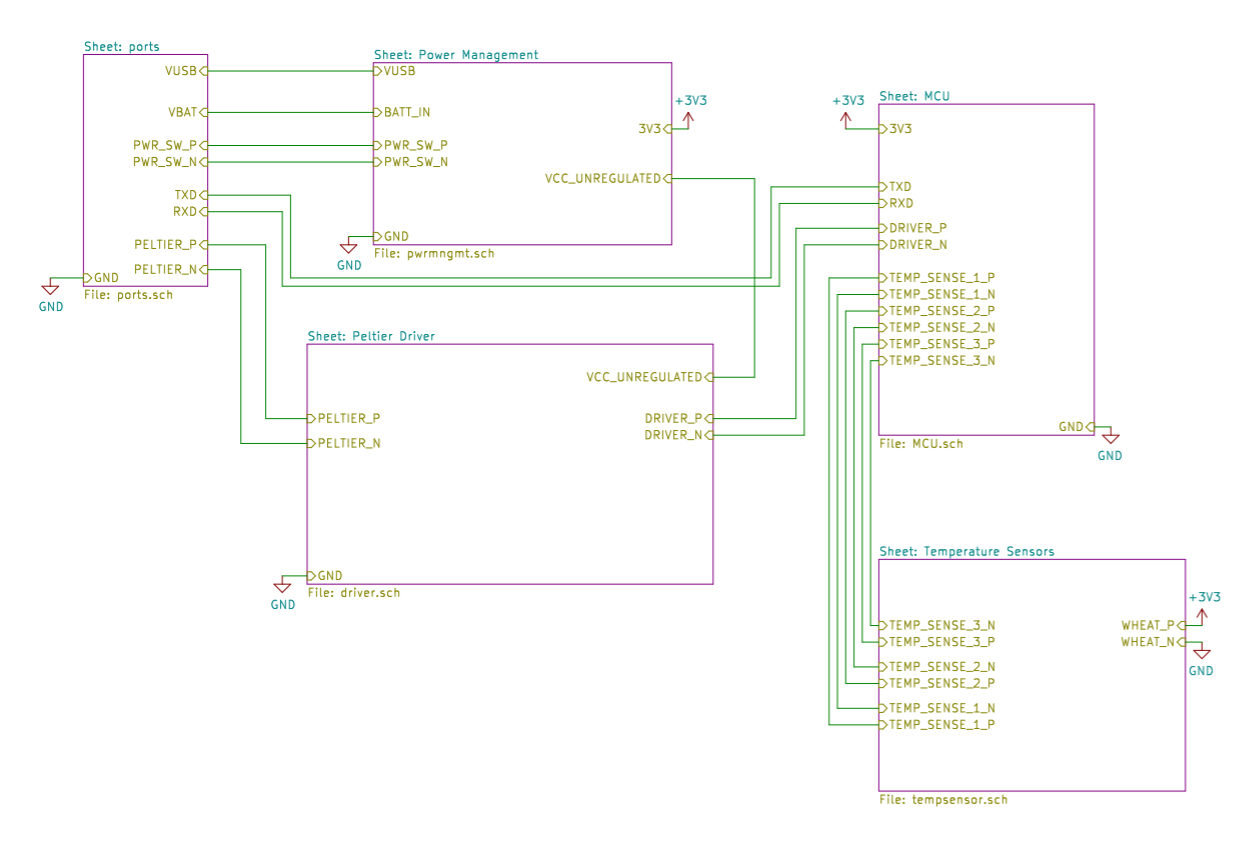 Sheet: ports
VUSB
VBAT
PWR_SW_P
PWR_SW_N
TXD
RXD
PELTIER_P
PELTIER_N
GND
GND
File: ports.sch
Sheet: Power Management
VUSB
BATT_IN
3V3
+3V3
PWR_SW_P
PWR_SW_N
VCC_UNREGULATED
GND
GND
File: pwrmngmt.sch
Sheet: MCU
+3V3
3V3
TXD
RXD
DRIVER_P
DRIVER_N
TEMP_SENSE_1_P
TEMP_SENSE_1_N
TEMP_SENSE_2_P
TEMP_SENSE_2_N
TEMP_SENSE_3_P
TEMP_SENSE_3_N
GND
GND
File: MCU.sch
Sheet: Peltier Driver
VCC_UNREGULATED
PELTIER_P
PELTIER_N
DRIVER_P
DRIVER_N
GND
GND
File: driver.sch
Sheet: Temperature Sensors
+3V3
TEMP_SENSE_3_N
TEMP_SENSE_3_P
TEMP_SENSE_2_N
TEMP_SENSE_2_P
TEMP_SENSE_1_N
TEMP_SENSE_1_P
WHEAT_P
WHEAT_N
GND
File: tempsensor.sch